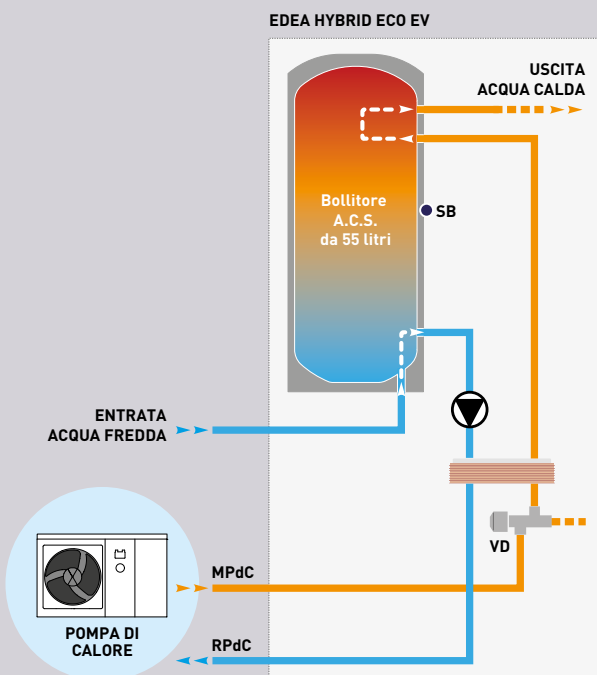 EDEA HYBRID ECO EV
USCITA
ACQUA CALDA
Bollitore
A.C.S.
da 55 litri
SB
ENTRATA
ACQUA FREDDA
VD
MPdC
POMPA DI
CALORE
RPdC